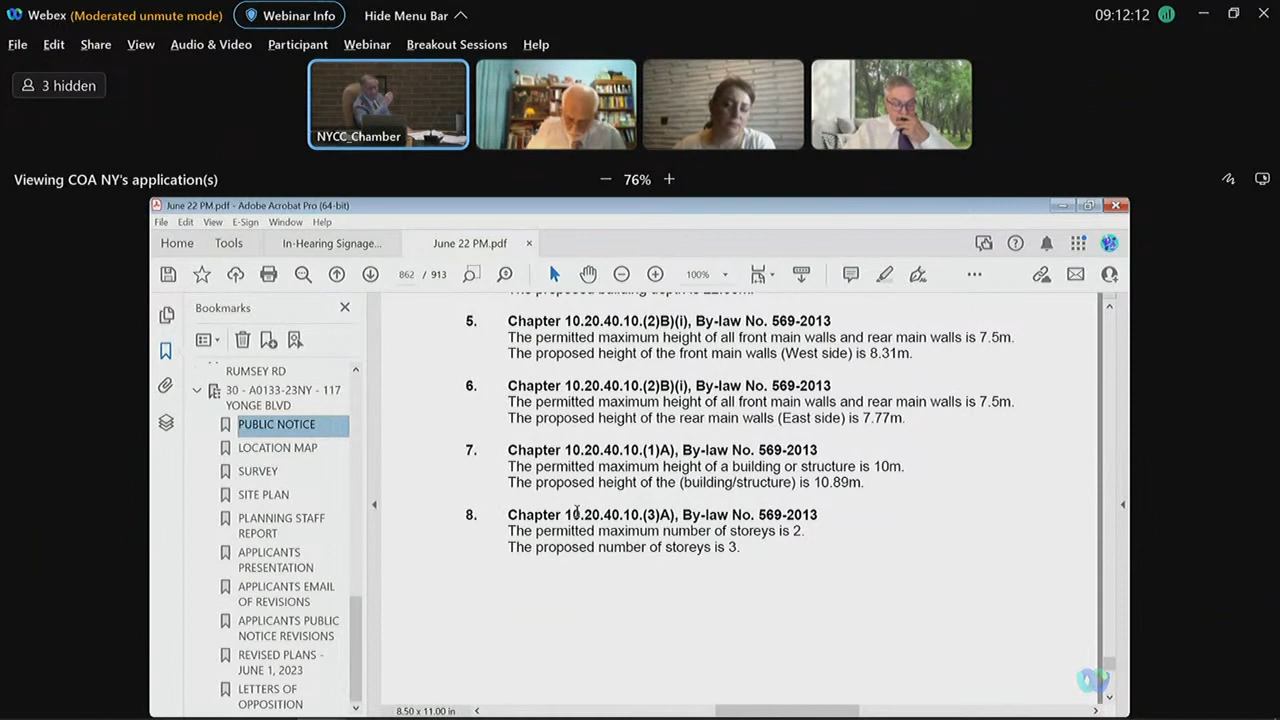 Webex (Moderated unmute mode) Webinar Info Hide Menu Bar 09:12:12
File Edit Share View Audio & Video Participant Webinar Breakout Sessions Help
3 hidden
NYCC_Chamber
Viewing COA NY's application(s) 76%
June 22 PM.pdf - Adobe Acrobat Pro (64-bit)
File Edit View E-Sign Window Help
Home Tools In-Hearing Signage... June 22 PM.pdf
862 / 913 100%
Bookmarks
RUMSEY RD
30 - A0133-23NY - 117
YONGE BLVD
PUBLIC NOTICE
LOCATION MAP
SURVEY
SITE PLAN
PLANNING STAFF
REPORT
APPLICANTS
PRESENTATION
APPLICANTS EMAIL
OF REVISIONS
APPLICANTS PUBLIC
NOTICE REVISIONS
REVISED PLANS -
JUNE 1, 2023
LETTERS OF
OPPOSITION
5. Chapter 10.20.40.10.(2)B)(i), By-law No. 569-2013
The permitted maximum height of all front main walls and rear main walls is 7.5m.
The proposed height of the front main walls (West side) is 8.31m.
6. Chapter 10.20.40.10.(2)B)(i), By-law No. 569-2013
The permitted maximum height of all front main walls and rear main walls is 7.5m.
The proposed height of the rear main walls (East side) is 7.77m.
7. Chapter 10.20.40.10.(1)A), By-law No. 569-2013
The permitted maximum height of a building or structure is 10m.
The proposed height of the (building/structure) is 10.89m.
8. Chapter 10.20.40.10.(3)A), By-law No. 569-2013
The permitted maximum number of storeys is 2.
The proposed number of storeys is 3.
8.50 x 11.00 in